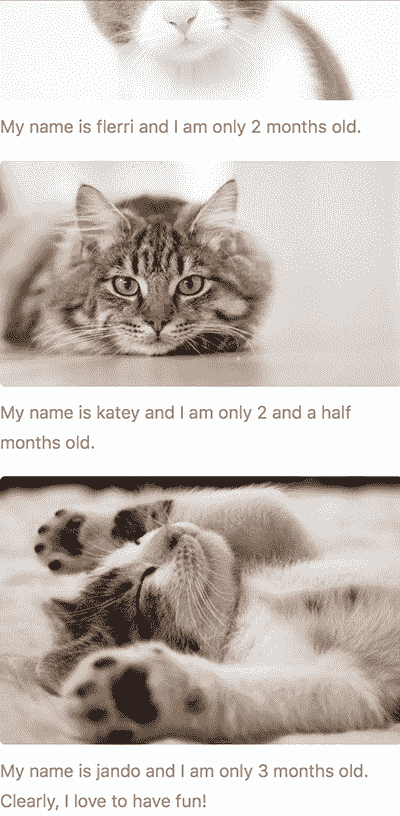 My name is flerri and I am only 2 months old.
My name is katey and I am only 2 and a half
months old.
My name is jando and I am only 3 months old.
Clearly, I love to have fun!